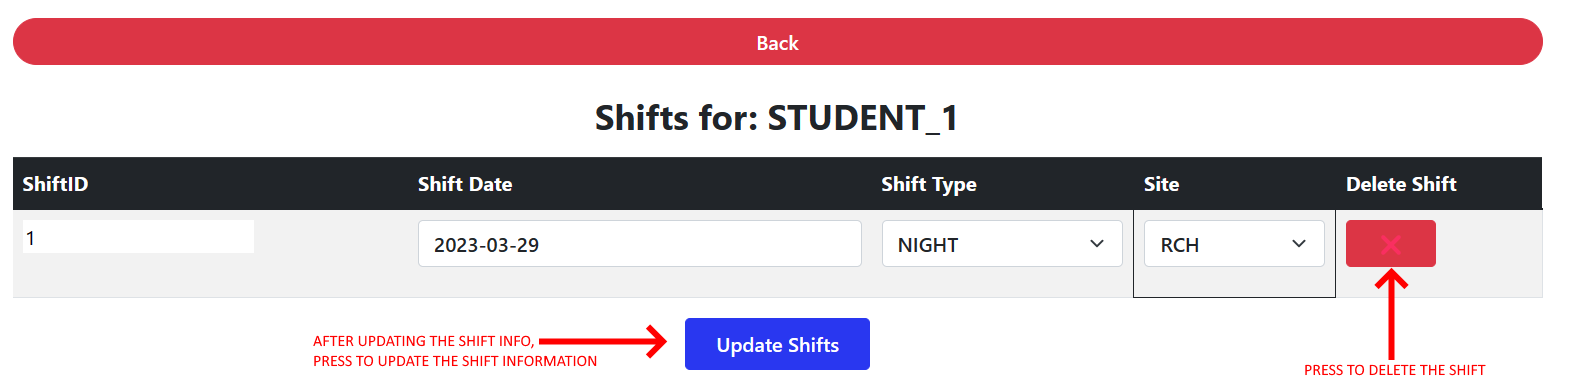 Back
Shifts for: STUDENT_1
ShiftID Shift Date Shift Type Site Delete Shift
1 2023-03-29 NIGHT RCH
AFTER UPDATING THE SHIFT INFO,
PRESS TO UPDATE THE SHIFT INFORMATION
Update Shifts
PRESS TO DELETE THE SHIFT